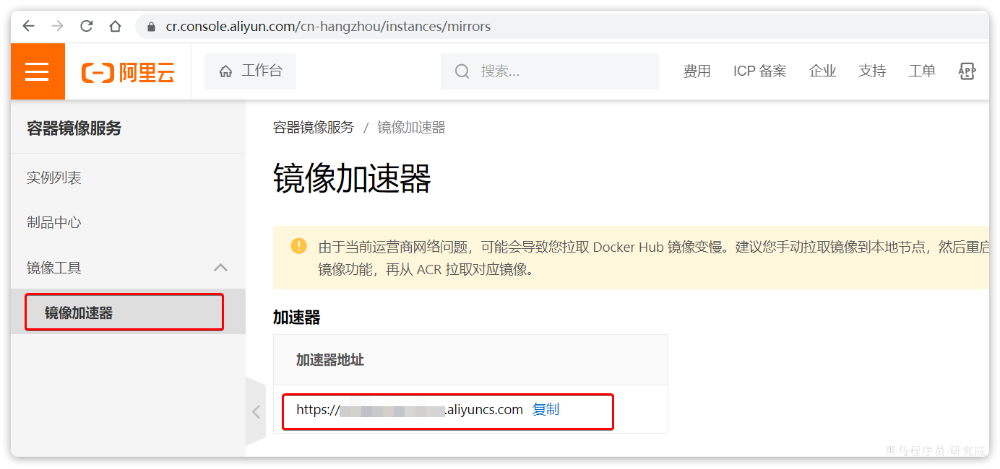 cr.console.aliyun.com/cn-hangzhou/instances/mirrors
阿里云
工作台
搜索...
费用
ICP 备案
企业
支持
工单
APP
容器镜像服务
实例列表
制品中心
镜像工具
镜像加速器
容器镜像服务 / 镜像加速器
镜像加速器
由于当前运营商网络问题，可能会导致您拉取 Docker Hub 镜像变慢。建议您手动拉取镜像到本地节点，然后重启
镜像功能，再从 ACR 拉取对应镜像。
加速器
加速器地址
https://
.aliyuncs.com 复制
黑马程序员-研究院